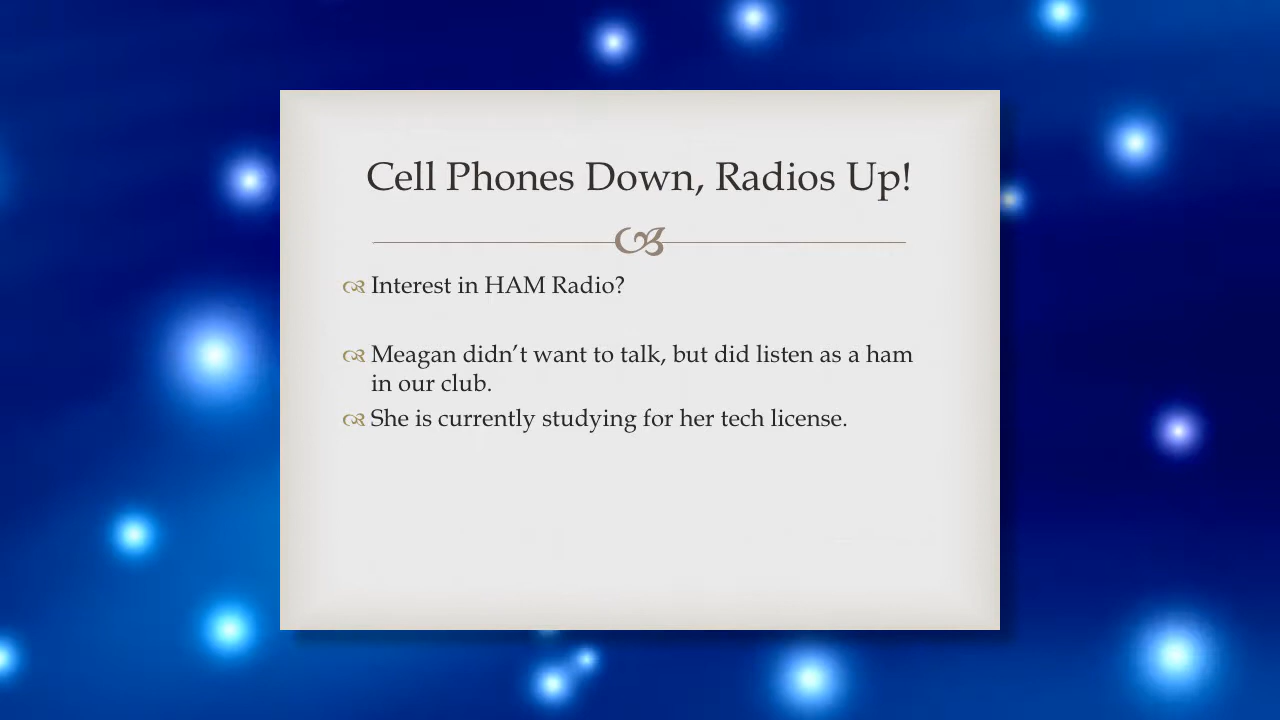 Cell Phones Down, Radios Up!
Interest in HAM Radio?
Meagan didn’t want to talk, but did listen as a ham
in our club.
She is currently studying for her tech license.